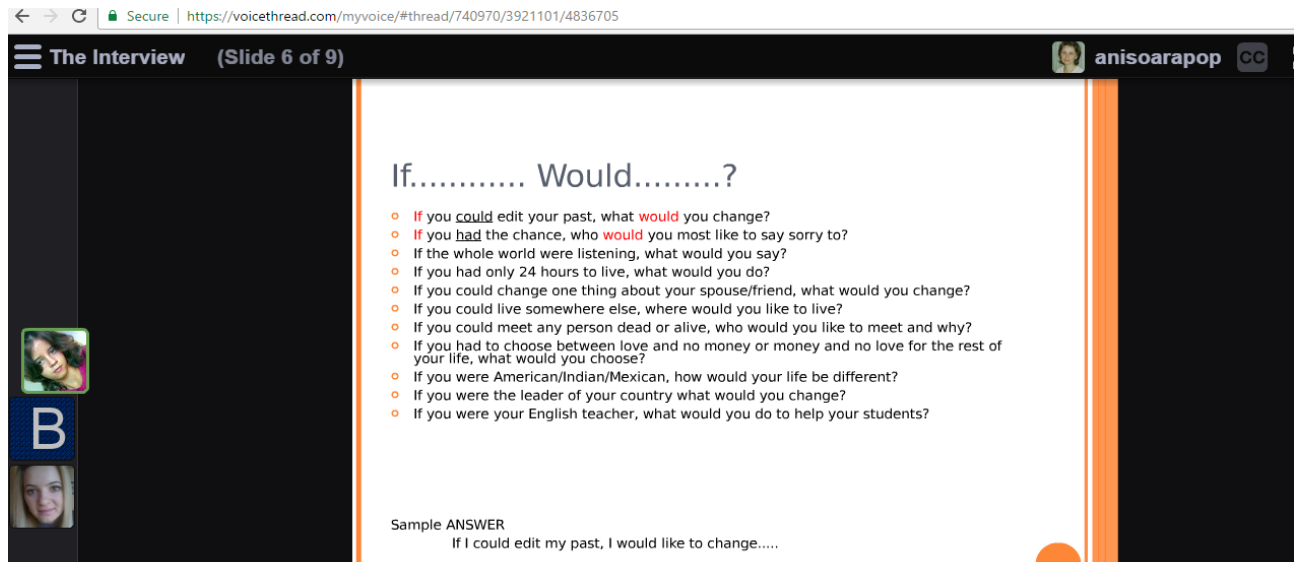 Secure | https://voicethread.com/myvoice/#thread/740970/3921101/4836705
The Interview (Slide 6 of 9) anisoarapop CC
If............ Would.........?
If you could edit your past, what would you change?
If you had the chance, who would you most like to say sorry to?
If the whole world were listening, what would you say?
If you had only 24 hours to live, what would you do?
If you could change one thing about your spouse/friend, what would you change?
If you could live somewhere else, where would you like to live?
If you could meet any person dead or alive, who would you like to meet and why?
If you had to choose between love and no money or money and no love for the rest of
your life, what would you choose?
If you were American/Indian/Mexican, how would your life be different?
If you were the leader of your country what would you change?
If you were your English teacher, what would you do to help your students?
B
Sample ANSWER
If I could edit my past, I would like to change.....